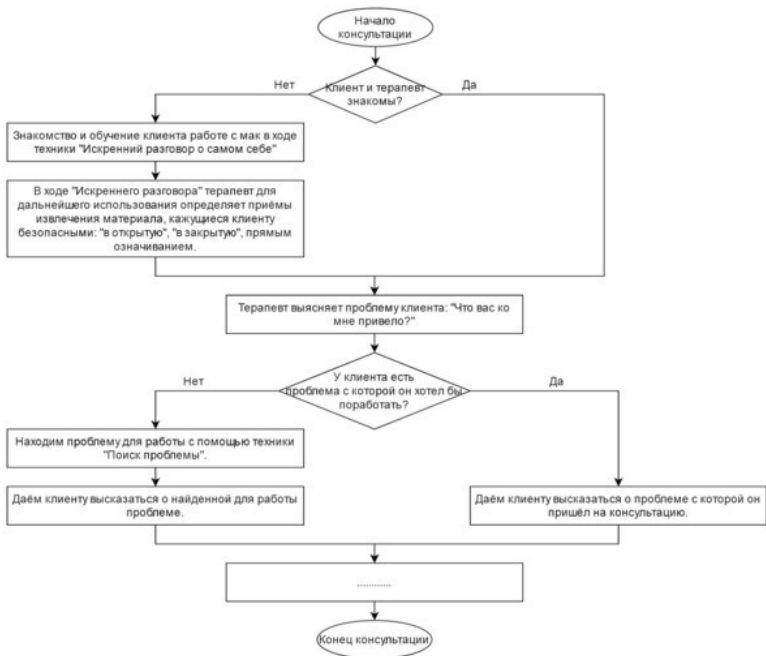 Начало
консультации
Нет
Клиент и терапевт
знакомы?
Да
Знакомство и обучение клиента работе с мак в ходе
техники "Искренний разговор о самом себе"
В ходе "Искреннего разговора" терапевт для
дальнейшего использования определяет приёмы
извлечения материала, кажущиеся клиенту
безопасными: "в открытую", "в закрытую", прямым
означиванием.
Терапевт выясняет проблему клиента: "Что вас ко
мне привело?"
Нет
У клиента есть
проблема с которой он хотел бы
поработать?
Да
Находим проблему для работы с помощью техники
"Поиск проблемы".
Даём клиенту высказаться о найденной для работы
проблеме.
Даём клиенту высказаться о проблеме с которой он
пришёл на консультацию.
............
Конец консультации